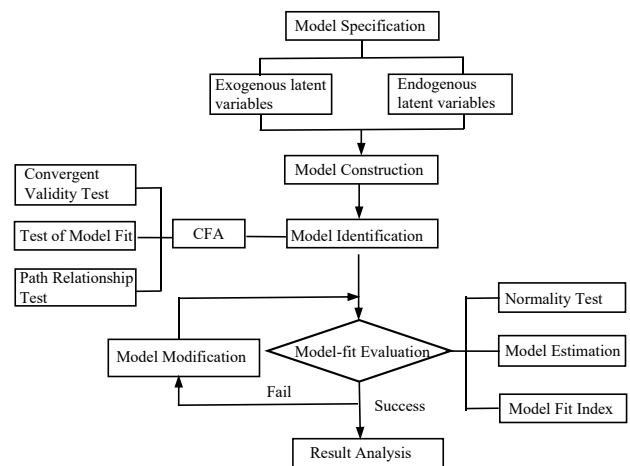 Model Specification
Exogenous latent
variables
Endogenous
latent variables
Model Construction
Convergent
Validity Test
Test of Model Fit
CFA
Model Identification
Path Relationship
Test
Normality Test
Model Modification
Model-fit Evaluation
Model Estimation
Fail
Success
Model Fit Index
Result Analysis